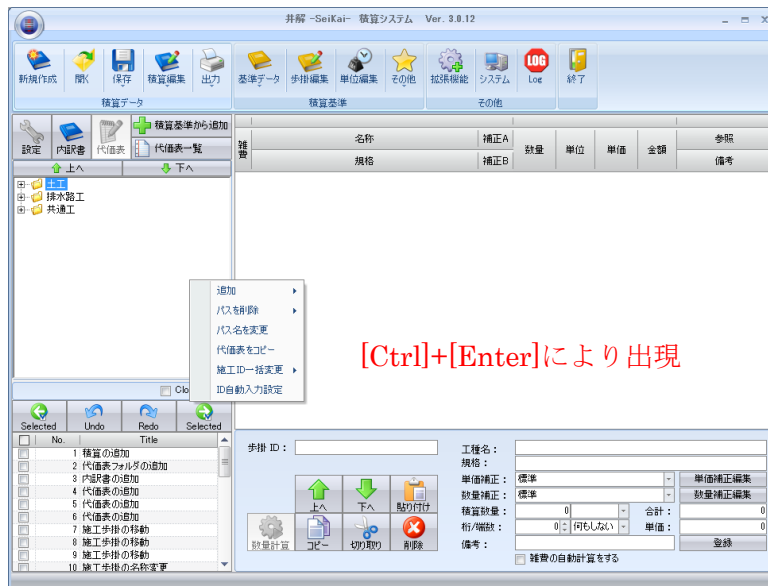 井解 -SeiKai- 積算システム Ver. 3.0.12
新規作成 開く 保存 積算編集 出力 基準データ 歩掛編集 単位編集 その他 拡張機能 システム Log 終了
LOG
積算データ 積算基準 その他
設定 内訳書 代価表 積算基準から追加
代価表一覧
上へ 下へ
雑費 名称 補正A 数量 単位 単価 金額 参照
規格 補正B 備考
土工
排水路工
共通工
追加
パスを削除
パス名を変更
代価表をコピー
施工ID一括変更
ID自動入力設定
[Ctrl]+[Enter]により出現
Clo
Selected Undo Redo Selected
No. Title
1 積算の追加
2 代価表フォルダの追加
3 内訳書の追加
4 代価表の追加
5 代価表の追加
6 代価表の追加
7 施工歩掛の移動
8 施工歩掛の移動
9 施工歩掛の移動
10 施工歩掛の名称変更
歩掛 ID：
上へ 下へ 貼り付け
数量計算 コピー 切り取り 削除
工種名：
規格：
単価補正： 標準 単価補正編集
数量補正： 標準 数量補正編集
積算数量： 0 合計： 0
桁/端数： 0 何もしない 単価： 0
備考： 登録
雑費の自動計算をする